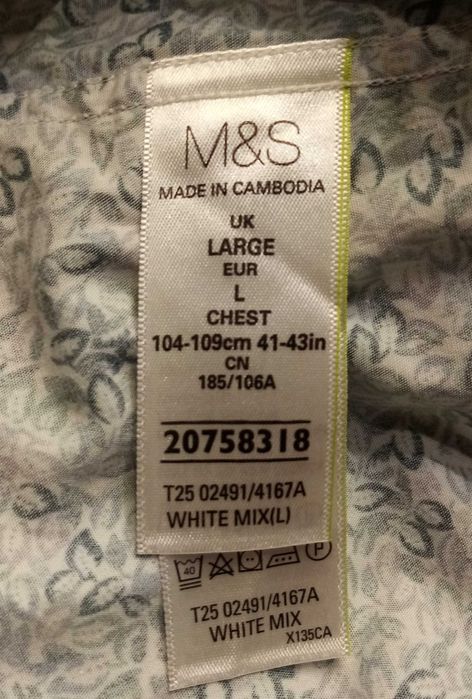 M&S
MADE IN CAMBODIA
UK
LARGE
EUR
L
CHEST
104-109cm 41-43in
CN
185/106A
20758318
T25 02491/4167A
WHITE MIX(L)
40 P
T25 02491/4167A
WHITE MIX
X135CA